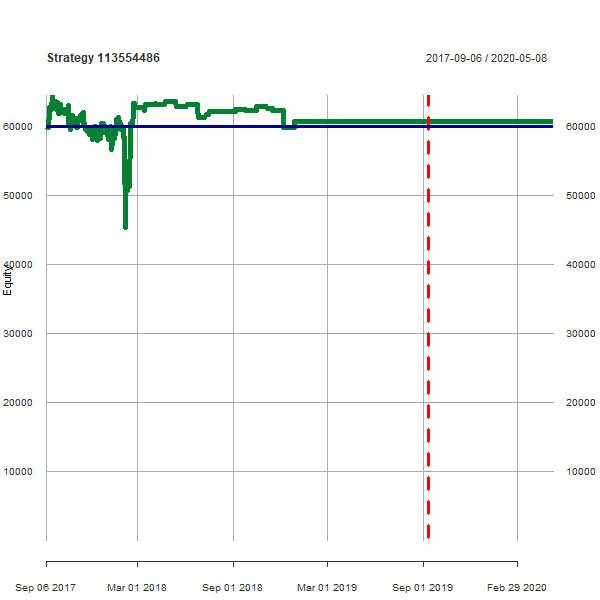 Strategy 113554486
2017-09-06 / 2020-05-08
60000
60000
50000
50000
40000
40000
Equity
30000
30000
20000
20000
10000
10000
Sep 06 2017
Mar 01 2018
Sep 01 2018
Mar 01 2019
Sep 01 2019
Feb 29 2020